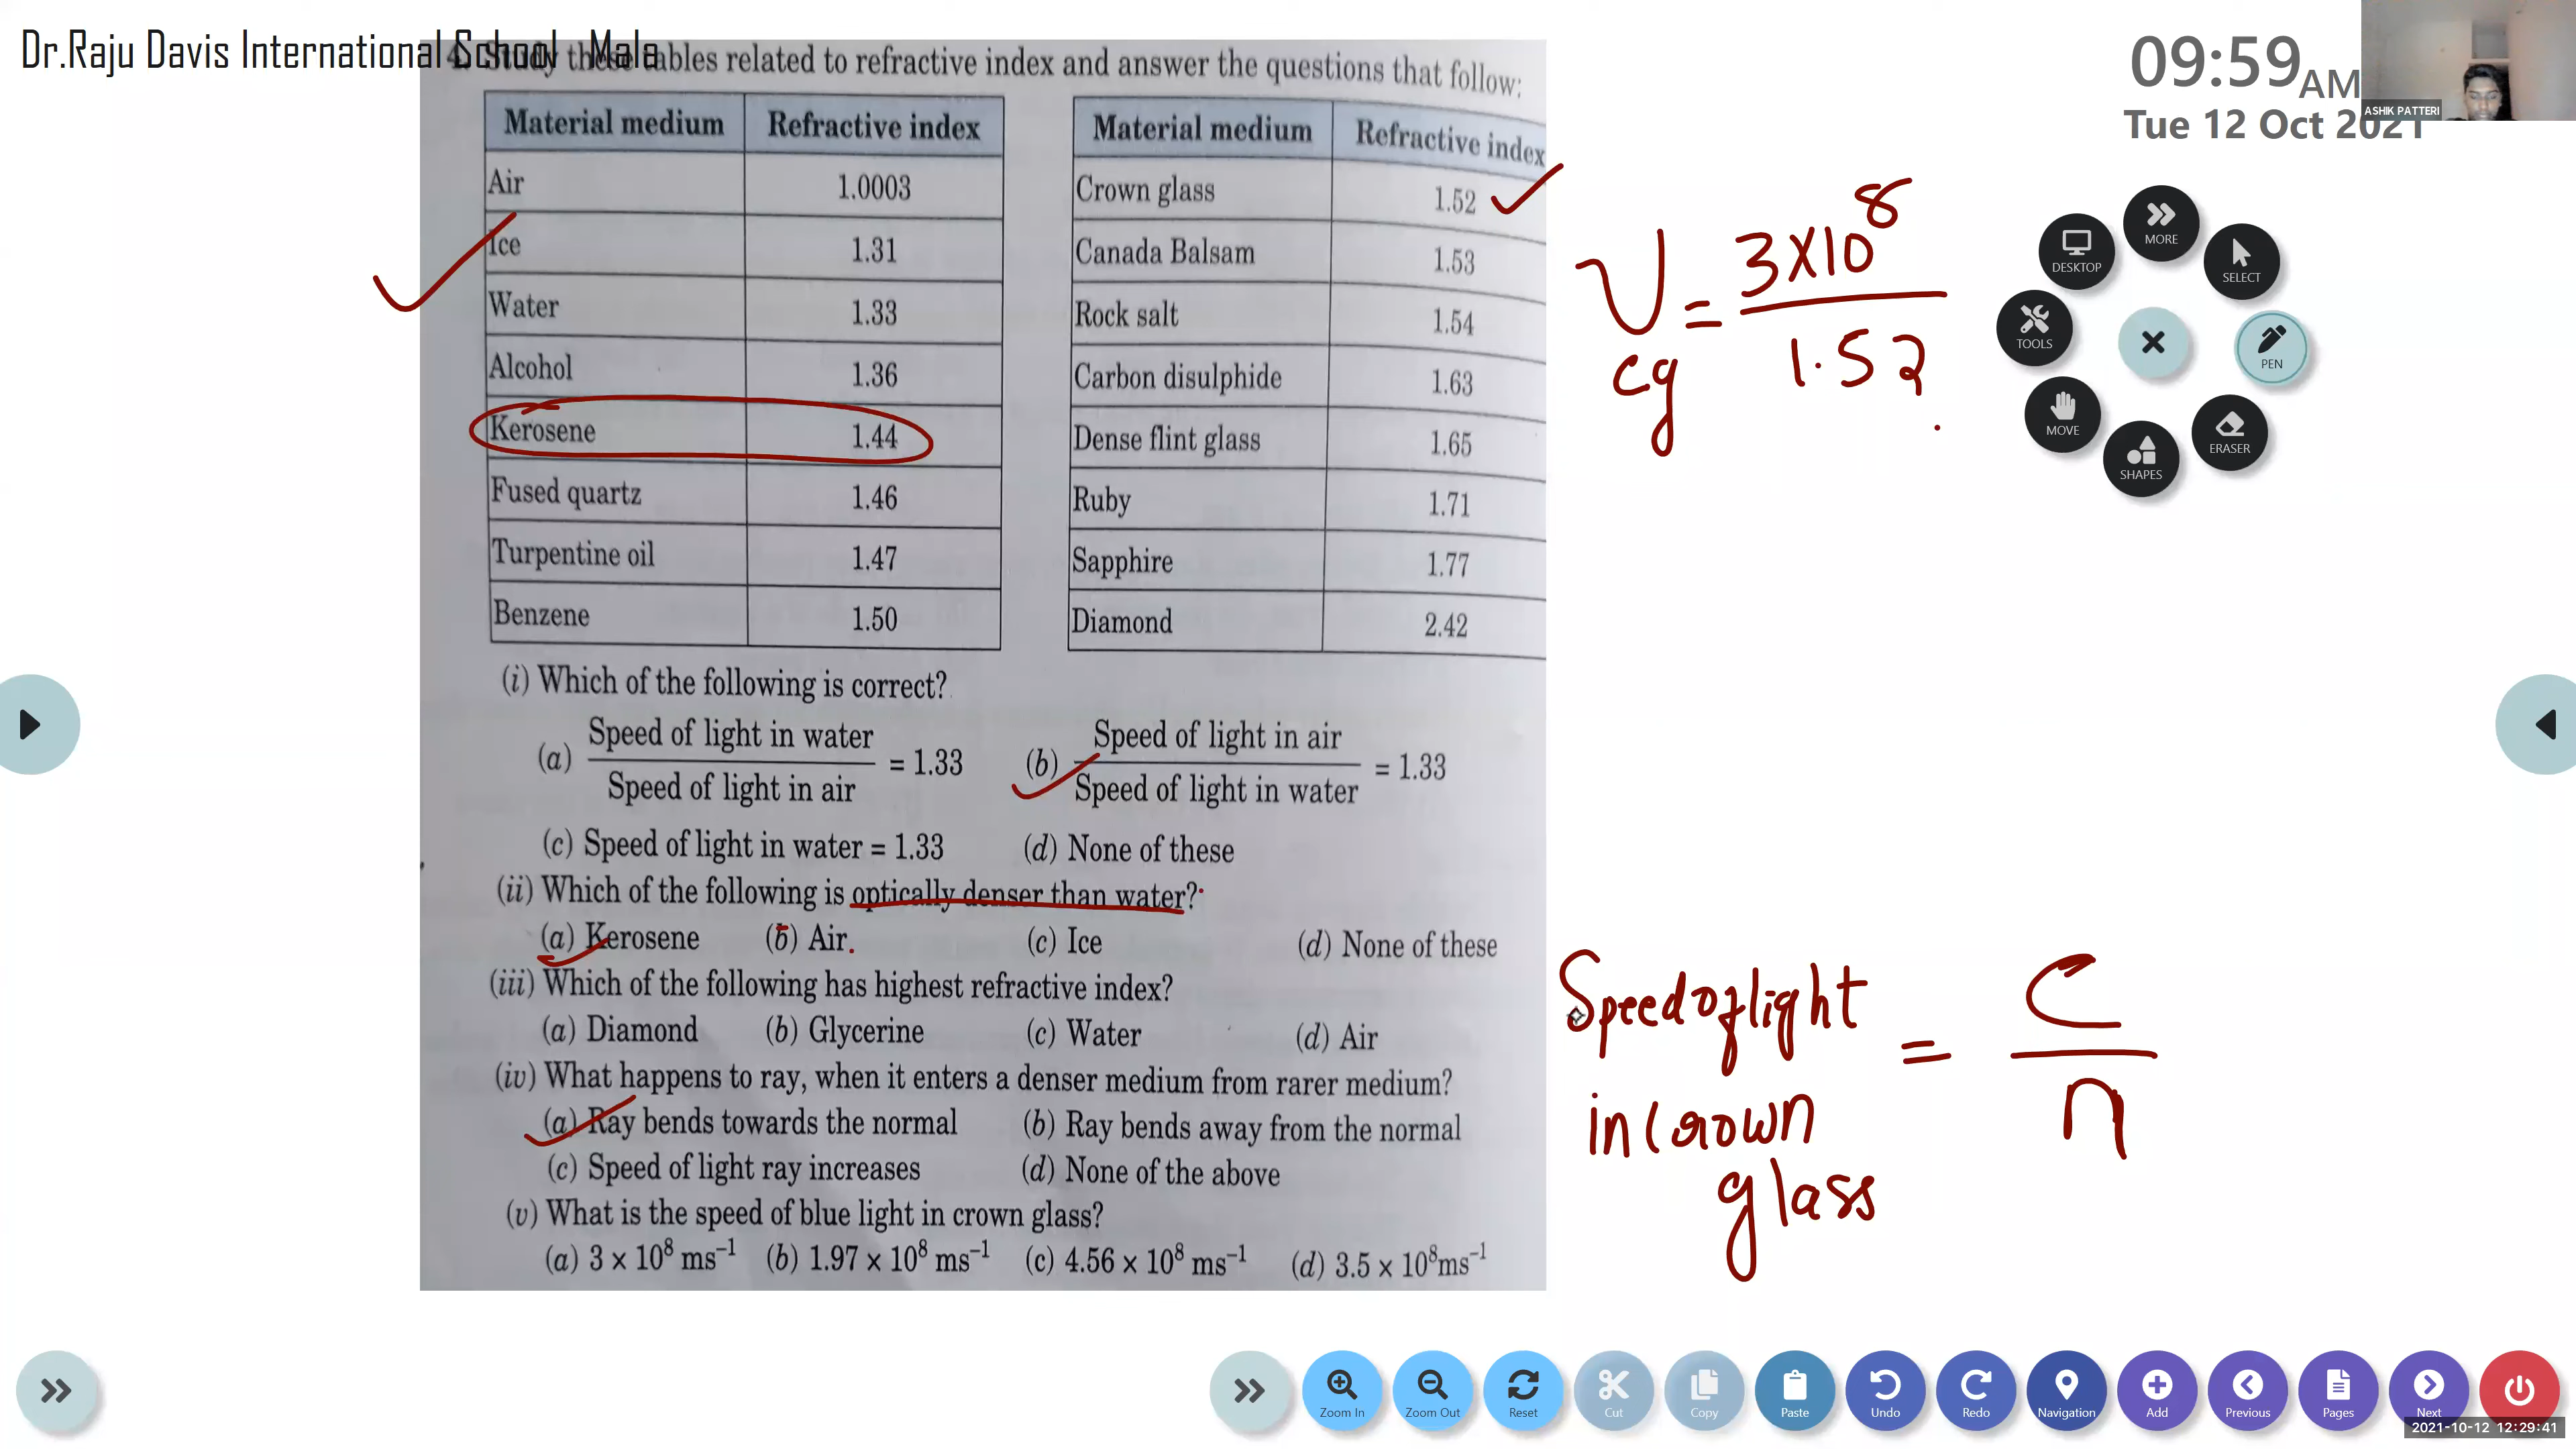 Dr.Raju Davis International School Mala
09:59 AM
Tue 12 Oct 2021
ASHIK PATTERI
4. Study these tables related to refractive index and answer the questions that follow:
Material medium Refractive index
Air 1.0003
Ice 1.31
Water 1.33
Alcohol 1.36
Kerosene 1.44
Fused quartz 1.46
Turpentine oil 1.47
Benzene 1.50
Material medium Refractive index
Crown glass 1.52
Canada Balsam 1.53
Rock salt 1.54
Carbon disulphide 1.63
Dense flint glass 1.65
Ruby 1.71
Sapphire 1.77
Diamond 2.42
V cg = 3×10^8 / 1.52
MORE
DESKTOP
SELECT
TOOLS
PEN
MOVE
ERASER
SHAPES
(i) Which of the following is correct?
(a) Speed of light in water / Speed of light in air = 1.33 (b) Speed of light in air / Speed of light in water = 1.33
(c) Speed of light in water = 1.33 (d) None of these
(ii) Which of the following is optically denser than water?
(a) Kerosene (b) Air (c) Ice (d) None of these
(iii) Which of the following has highest refractive index?
(a) Diamond (b) Glycerine (c) Water (d) Air
(iv) What happens to ray, when it enters a denser medium from rarer medium?
(a) Ray bends towards the normal (b) Ray bends away from the normal
(c) Speed of light ray increases (d) None of the above
(v) What is the speed of blue light in crown glass?
(a) 3 × 10⁸ ms⁻¹ (b) 1.97 × 10⁸ ms⁻¹ (c) 4.56 × 10⁸ ms⁻¹ (d) 3.5 × 10⁸ms⁻¹
Speed of light = C / n
in crown
glass
Zoom In Zoom Out Reset Cut Copy Paste Undo Redo Navigation Add Previous Pages Next
2021-10-12 12:29:41